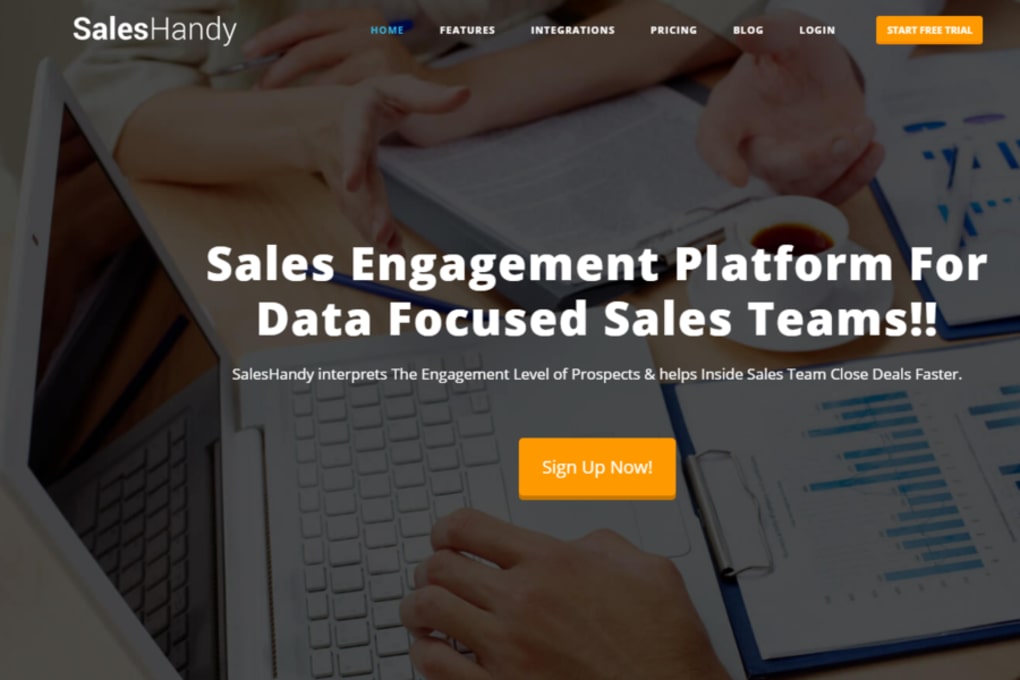 SalesHandy
HOME FEATURES INTEGRATIONS PRICING BLOG LOGIN START FREE TRIAL
Sales Engagement Platform For
Data Focused Sales Teams!!
SalesHandy interprets The Engagement Level of Prospects & helps Inside Sales Team Close Deals Faster.
Sign Up Now!